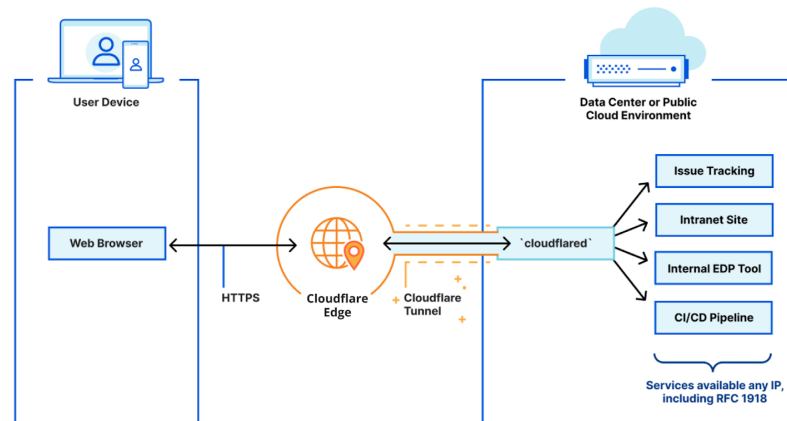 User Device
Data Center or Public
Cloud Environment
Issue Tracking
Web Browser
`cloudflared`
Intranet Site
Internal EDP Tool
HTTPS
Cloudflare
Edge
Cloudflare
Tunnel
CI/CD Pipeline
Services available any IP,
including RFC 1918